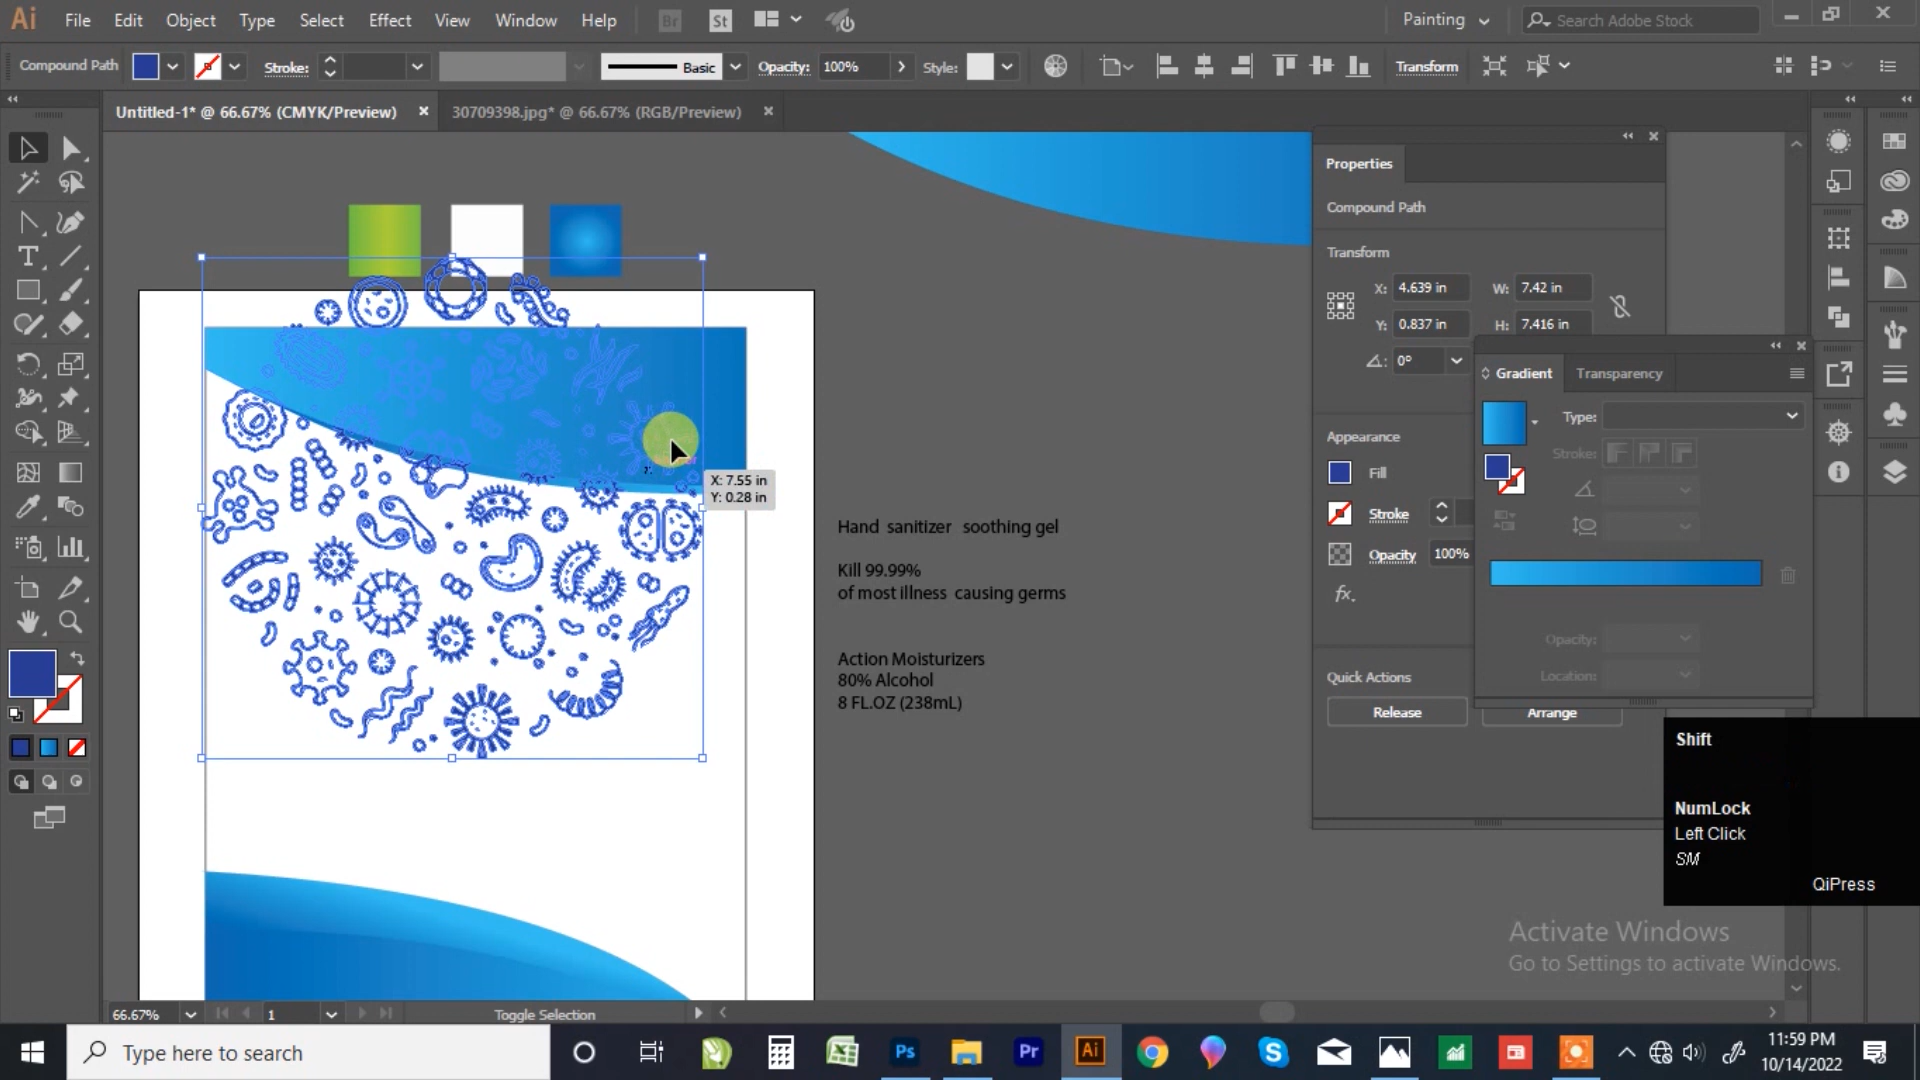 Ai File Edit Object Type Select Effect View Window Help Br St Painting Search Adobe Stock
Compound Path Stroke: Basic Opacity: 100% Style: Transform
Untitled-1* @ 66.67% (CMYK/Preview) 30709398.jpg* @ 66.67% (RGB/Preview)
Properties
Compound Path
Transform
X: 4.639 in W: 7.42 in
Y: 0.837 in H: 7.416 in
0°
Gradient Transparency
Type:
Stroke:
Appearance
Fill
Stroke
Opacity 100%
fx.
Opacity:
Location:
Quick Actions
Release Arrange
X: 7.55 in
Y: 0.28 in
Hand sanitizer soothing gel
Kill 99.99%
of most illness causing germs
Action Moisturizers
80% Alcohol
8 FL.OZ (238mL)
Shift
NumLock
Left Click
SM
QiPress
Activate Windows
Go to Settings to activate Windows.
66.67% 1 Toggle Selection
Type here to search
Ps Pr Ai
11:59 PM
10/14/2022